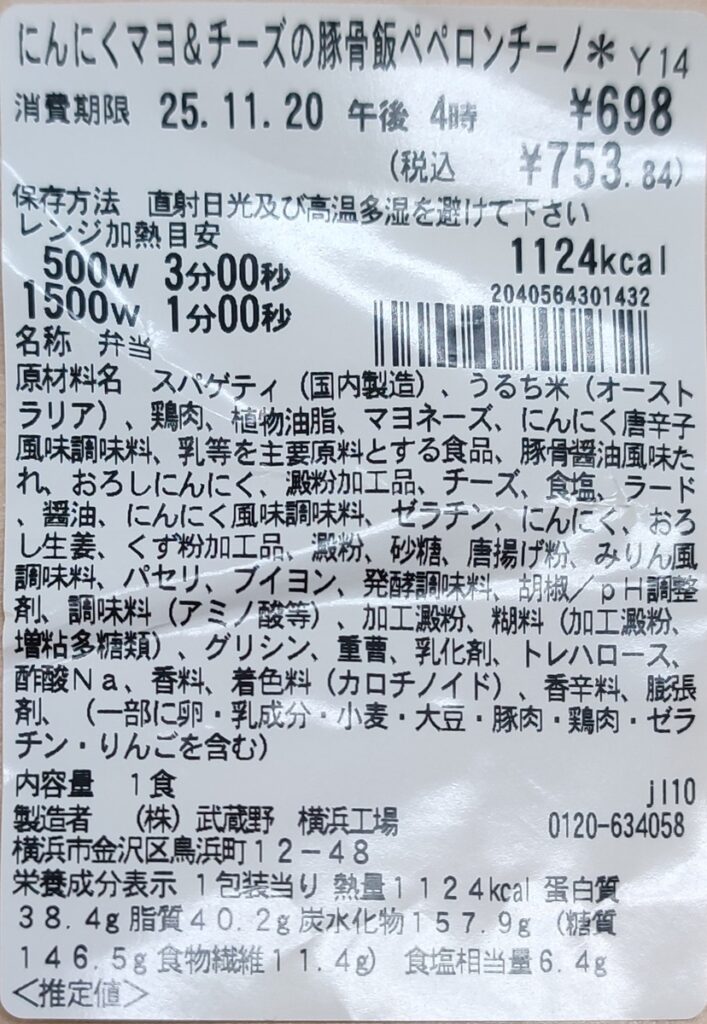 にんにくマヨ&チーズの豚骨飯ペペロンチーノ* Y14
消費期限 25.11.20 午後 4時 ¥698
(税込 ¥753.84)
保存方法 直射日光及び高温多湿を避けて下さい
レンジ加熱目安
500W 3分00秒 1124kcal
1500W 1分00秒 2040564301432
名称 弁当
原材料名 スパゲティ(国内製造)、うるち米(オースト
ラリア)、鶏肉、植物油脂、マヨネーズ、にんにく唐辛子
風味調味料、乳等を主要原料とする食品、豚骨醤油風味た
れ、おろしにんにく、澱粉加工品、チーズ、食塩、ラード
、醤油、にんにく風味調味料、ゼラチン、にんにく、おろ
し生姜、くず粉加工品、澱粉、砂糖、唐揚げ粉、みりん風
調味料、パセリ、ブイヨン、発酵調味料、胡椒/pH調整
剤、調味料(アミノ酸等)、加工澱粉、糊料(加工澱粉、
増粘多糖類)、グリシン、重曹、乳化剤、トレハロース、
酢酸Na、香料、着色料(カロチノイド)、香辛料、膨張
剤、(一部に卵・乳成分・小麦・大豆・豚肉・鶏肉・ゼラ
チン・りんごを含む)
内容量 1食 jl10
製造者 (株)武蔵野 横浜工場 0120-634058
横浜市金沢区鳥浜町12-48
栄養成分表示 1包装当り 熱量1124kcal 蛋白質
38.4g 脂質40.2g 炭水化物157.9g (糖質
146.5g 食物繊維11.4g) 食塩相当量6.4g
<推定値>